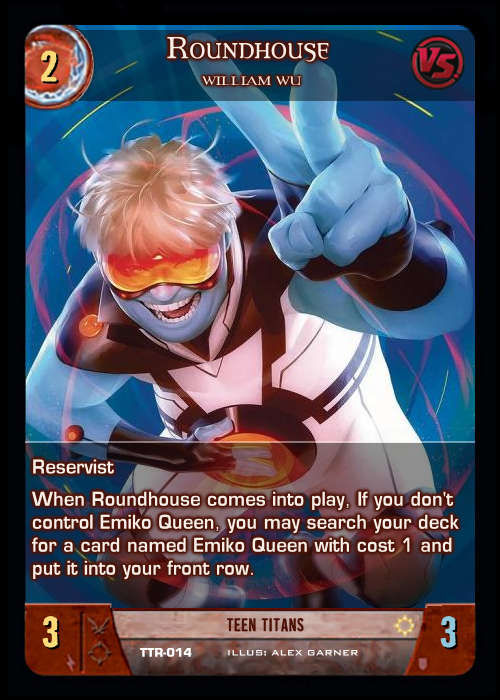 2
ROUNDHOUSE
VS
WILLIAM WU
Reservist
When Roundhouse comes into play, If you don't
control Emiko Queen, you may search your deck
for a card named Emiko Queen with cost 1 and
put it into your front row.
3
TEEN TITANS
3
TTR-014 ILLUS: ALEX GARNER